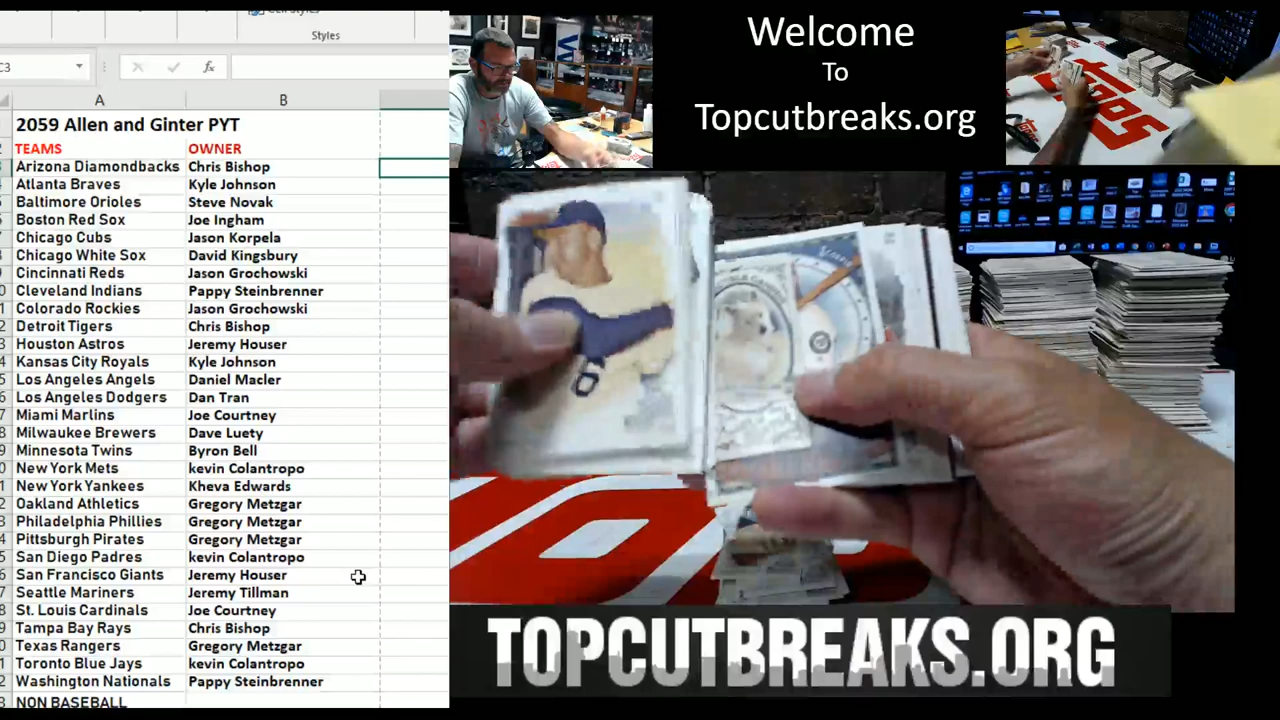 Styles
C3
fx
A B
2059 Allen and Ginter PYT
TEAMS OWNER
Arizona Diamondbacks Chris Bishop
Atlanta Braves Kyle Johnson
Baltimore Orioles Steve Novak
Boston Red Sox Joe Ingham
Chicago Cubs Jason Korpela
Chicago White Sox David Kingsbury
Cincinnati Reds Jason Grochowski
Cleveland Indians Pappy Steinbrenner
Colorado Rockies Jason Grochowski
Detroit Tigers Chris Bishop
Houston Astros Jeremy Houser
Kansas City Royals Kyle Johnson
Los Angeles Angels Daniel Macler
Los Angeles Dodgers Dan Tran
Miami Marlins Joe Courtney
Milwaukee Brewers Dave Luety
Minnesota Twins Byron Bell
New York Mets kevin Colantropo
New York Yankees Kheva Edwards
Oakland Athletics Gregory Metzgar
Philadelphia Phillies Gregory Metzgar
Pittsburgh Pirates Gregory Metzgar
San Diego Padres kevin Colantropo
San Francisco Giants Jeremy Houser
Seattle Mariners Jeremy Tillman
St. Louis Cardinals Joe Courtney
Tampa Bay Rays Chris Bishop
Texas Rangers Gregory Metzgar
Toronto Blue Jays kevin Colantropo
Washington Nationals Pappy Steinbrenner
NON BASEBALL
Welcome
To
Topcutbreaks.org
topps
TOPCUTBREAKS.ORG